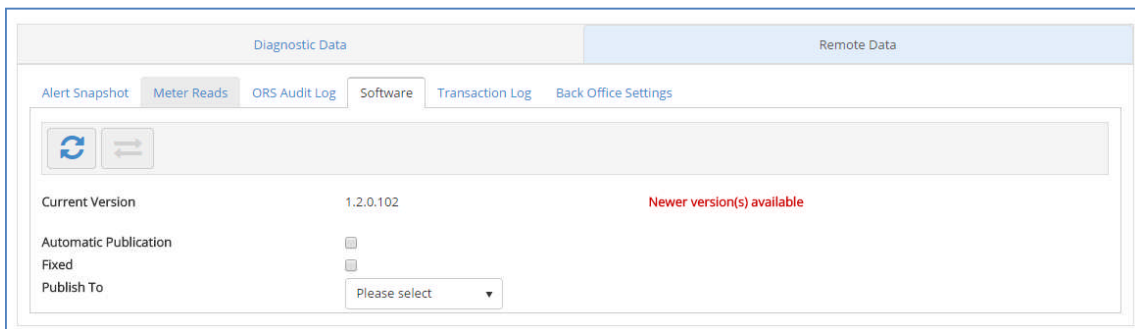 Diagnostic Data Remote Data
Alert Snapshot Meter Reads ORS Audit Log Software Transaction Log Back Office Settings
Current Version 1.2.0.102 Newer version(s) available
Automatic Publication
Fixed
Publish To Please select